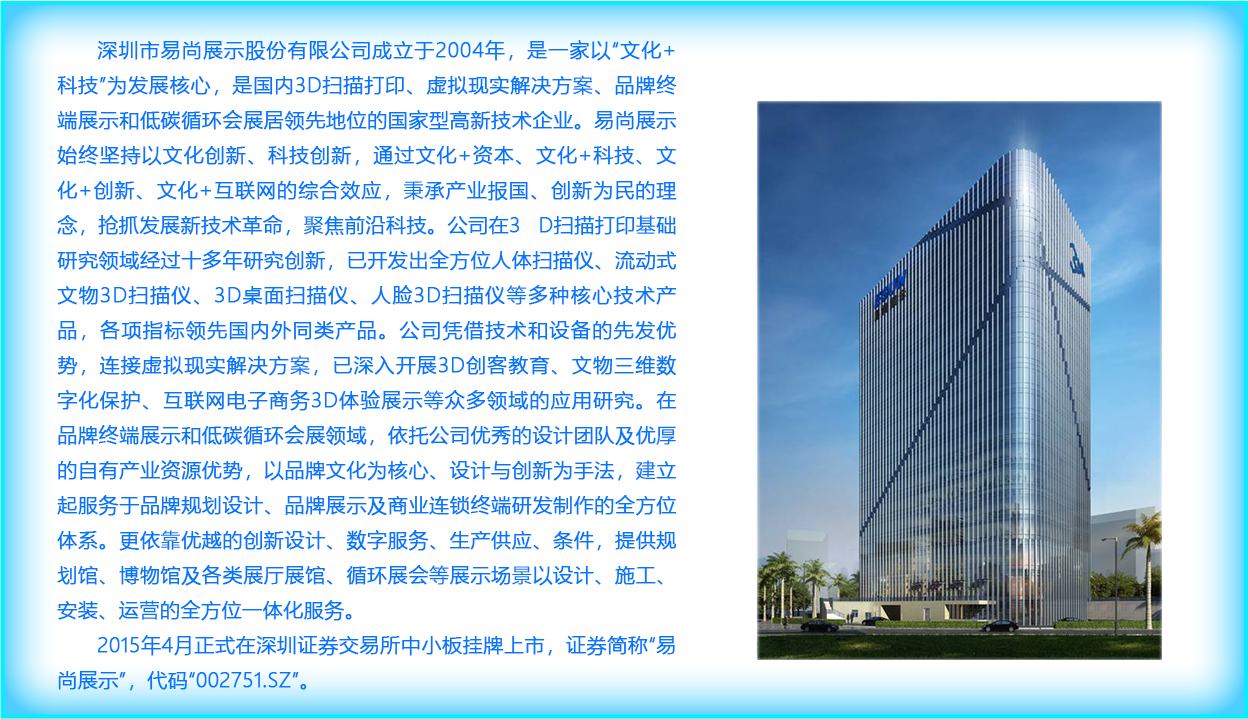 深圳市易尚展示股份有限公司成立于2004年，是一家以“文化+
科技”为发展核心，是国内3D扫描打印、虚拟现实解决方案、品牌终
端展示和低碳循环会展居领先地位的国家型高新技术企业。易尚展示
始终坚持以文化创新、科技创新，通过文化+资本、文化+科技、文
化+创新、文化+互联网的综合效应，秉承产业报国、创新为民的理
念，抢抓发展新技术革命，聚焦前沿科技。公司在3 D扫描打印基础
研究领域经过十多年研究创新，已开发出全方位人体扫描仪、流动式
文物3D扫描仪、3D桌面扫描仪、人脸3D扫描仪等多种核心技术产
品，各项指标领先国内外同类产品。公司凭借技术和设备的先发优
势，连接虚拟现实解决方案，已深入开展3D创客教育、文物三维数
字化保护、互联网电子商务3D体验展示等众多领域的应用研究。在
品牌终端展示和低碳循环会展领域，依托公司优秀的设计团队及优厚
的自有产业资源优势，以品牌文化为核心、设计与创新为手法，建立
起服务于品牌规划设计、品牌展示及商业连锁终端研发制作的全方位
体系。更依靠优越的创新设计、数字服务、生产供应、条件，提供规
划馆、博物馆及各类展厅展馆、循环展会等展示场景以设计、施工、
安装、运营的全方位一体化服务。
2015年4月正式在深圳证券交易所中小板挂牌上市，证券简称“易
尚展示”，代码“002751.SZ”。